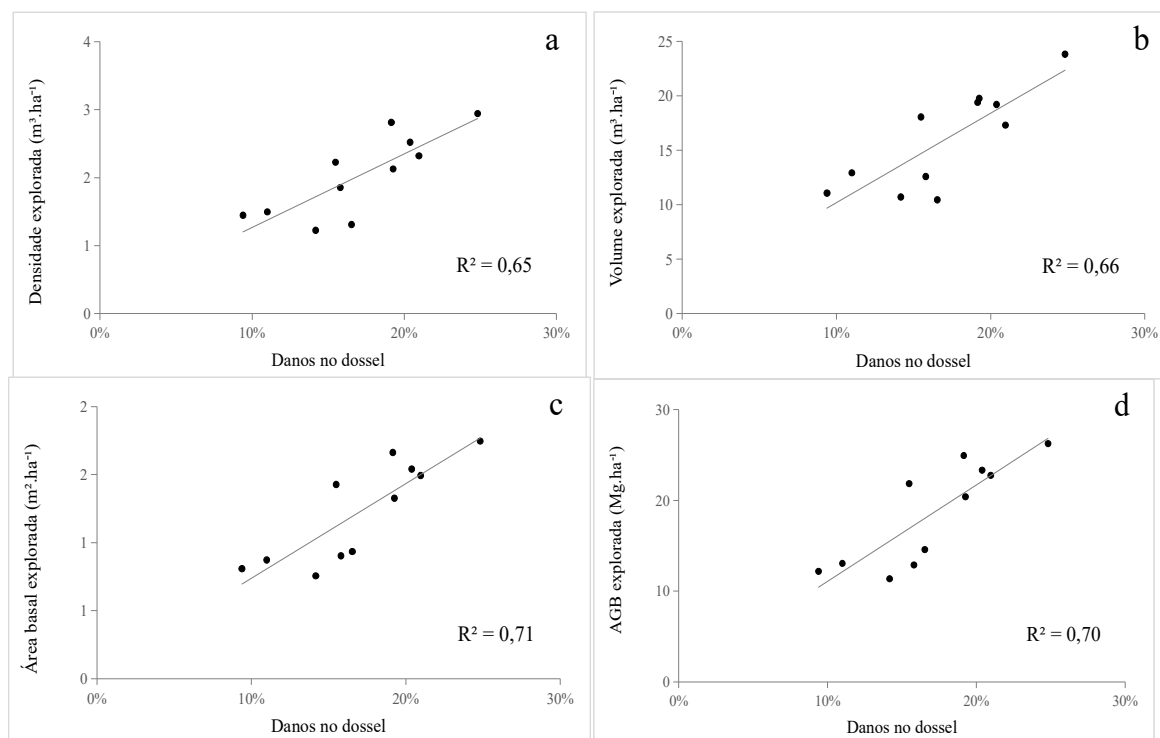 a
Densidade explorada (m³.ha⁻¹)
4
3
2
1
0
R² = 0,65
0%
10%
20%
30%
Danos no dossel
b
Volume explorada (m³.ha⁻¹)
25
20
15
10
5
0
R² = 0,66
0%
10%
20%
30%
Danos no dossel
c
Área basal explorada (m².ha⁻¹)
2
2
1
1
0
R² = 0,71
0%
10%
20%
30%
Danos no dossel
d
AGB explorada (Mg.ha⁻¹)
30
20
10
0
R² = 0,70
0%
10%
20%
30%
Danos no dossel